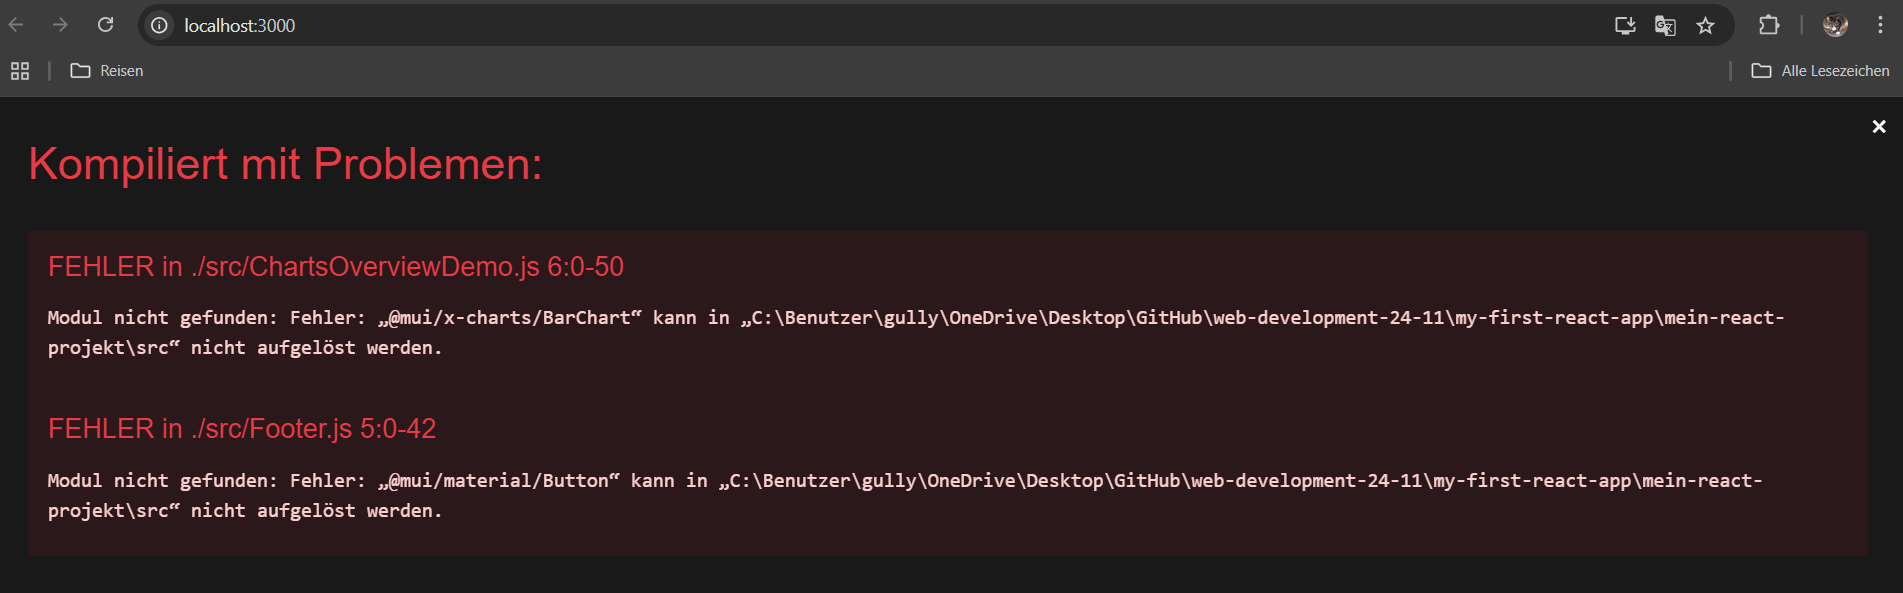 localhost:3000
Reisen
Alle Lesezeichen
Kompiliert mit Problemen:
FEHLER in ./src/ChartsOverviewDemo.js 6:0-50
Modul nicht gefunden: Fehler: „@mui/x-charts/BarChart“ kann in „C:\Benutzer\gully\OneDrive\Desktop\GitHub\web-development-24-11\my-first-react-app\mein-react-
projekt\src“ nicht aufgelöst werden.
FEHLER in ./src/Footer.js 5:0-42
Modul nicht gefunden: Fehler: „@mui/material/Button“ kann in „C:\Benutzer\gully\OneDrive\Desktop\GitHub\web-development-24-11\my-first-react-app\mein-react-
projekt\src“ nicht aufgelöst werden.